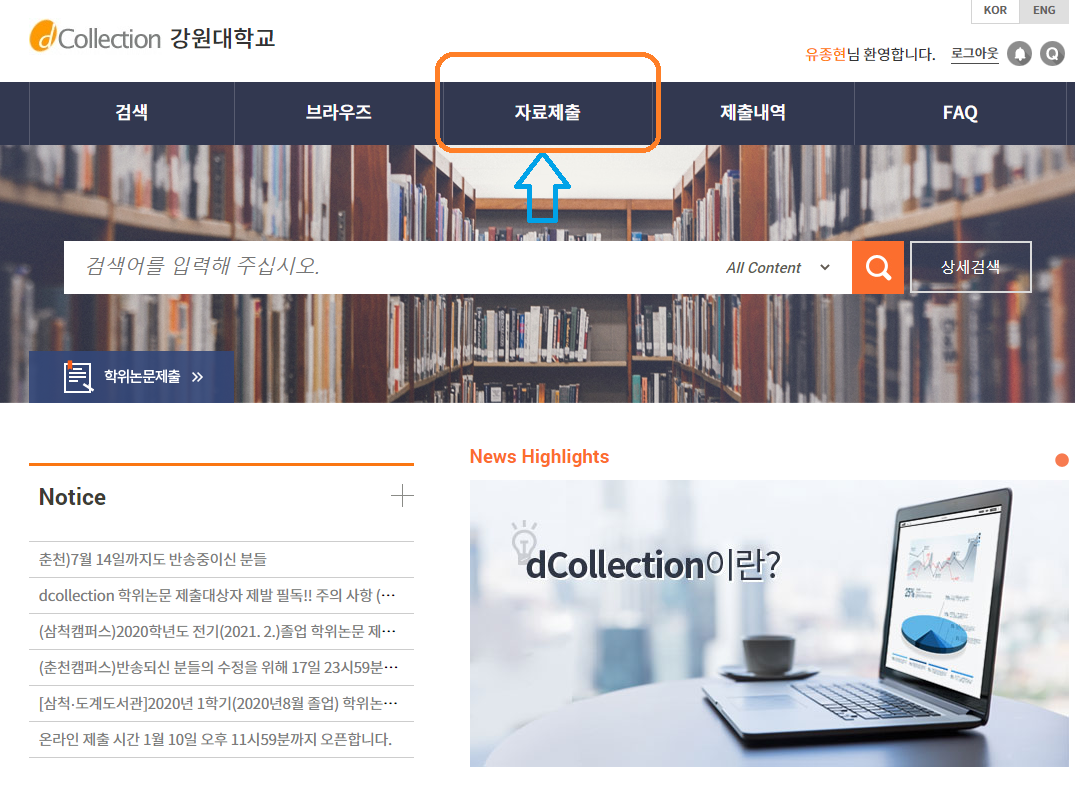 KOR ENG
dCollection 강원대학교
유종현님 환영합니다. 로그아웃 Q
검색 브라우즈 자료제출 제출내역 FAQ
검색어를 입력해 주십시오. All Content 상세검색
학위논문제출 »
News Highlights
Notice
춘천)7월 14일까지도 반송중이신 분들
dcollection 학위논문 제출대상자 제발 필독!! 주의 사항 (···
(삼척캠퍼스)2020학년도 전기(2021. 2.)졸업 학위논문 제···
(춘천캠퍼스)반송되신 분들의 수정을 위해 17일 23시59분···
[삼척·도계도서관]2020년 1학기(2020년8월 졸업) 학위논···
온라인 제출 시간 1월 10일 오후 11시59분까지 오픈합니다.
dCollection이란?
25%